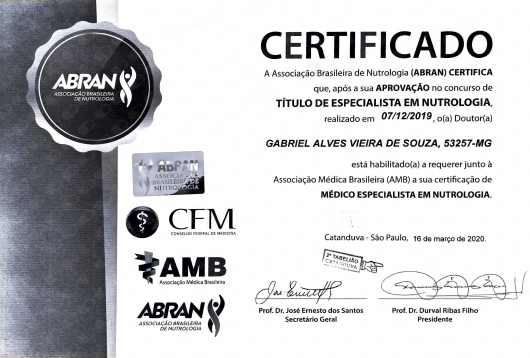 ABRAN
ASSOCIAÇÃO BRASILEIRA
DE NUTROLOGIA
CERTIFICADO
A Associação Brasileira de Nutrologia (ABRAN) CERTIFICA
que, após a sua APROVAÇÃO no concurso de
TÍTULO DE ESPECIALISTA EM NUTROLOGIA,
realizado em 07/12/2019, o(a) Doutor(a)
GABRIEL ALVES VIEIRA DE SOUZA, 53257-MG
está habilitado(a) a requerer junto à
Associação Médica Brasileira (AMB) a sua certificação de
MÉDICO ESPECIALISTA EM NUTROLOGIA.
ABRAN
ASSOCIAÇÃO
BRASILEIRA DE
NUTROLOGIA
CFM
CONSELHO FEDERAL DE MEDICINA
AMB
Associação Médica Brasileira
ABRAN
ASSOCIAÇÃO BRASILEIRA
DE NUTROLOGIA
Catanduva - São Paulo, 16 de março de 2020.
2º TABELIÃO
CATANDUVA
Prof. Dr. José Ernesto dos Santos
Secretário Geral
Prof. Dr. Durval Ribas Filho
Presidente